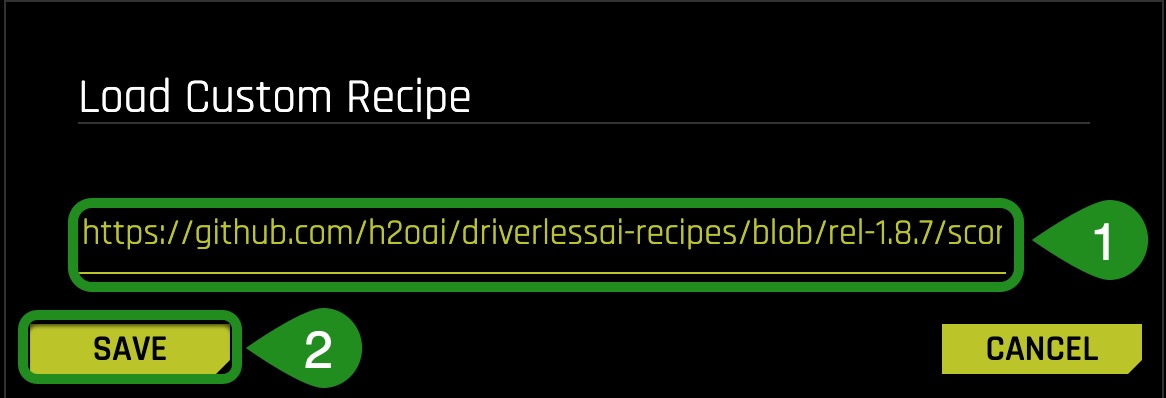 Load Custom Recipe
https://github.com/h2oai/driverlessai-recipes/blob/rel-1.8.7/scor
1
SAVE
2
CANCEL